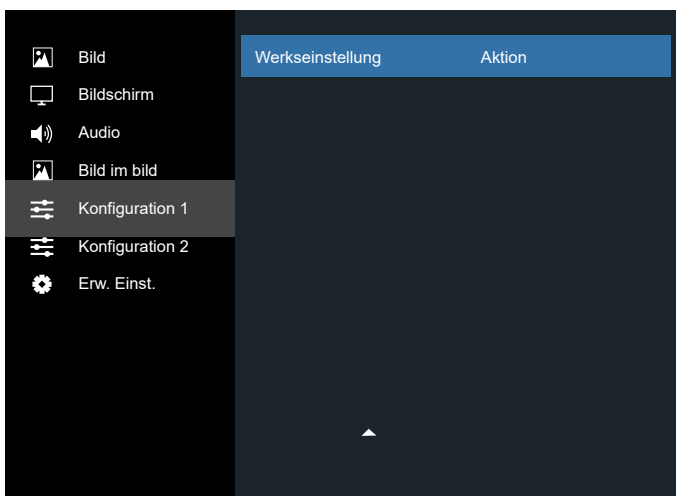 Bild
Bildschirm
Audio
Bild im bild
Konfiguration 1
Konfiguration 2
Erw. Einst.
Werkseinstellung Aktion